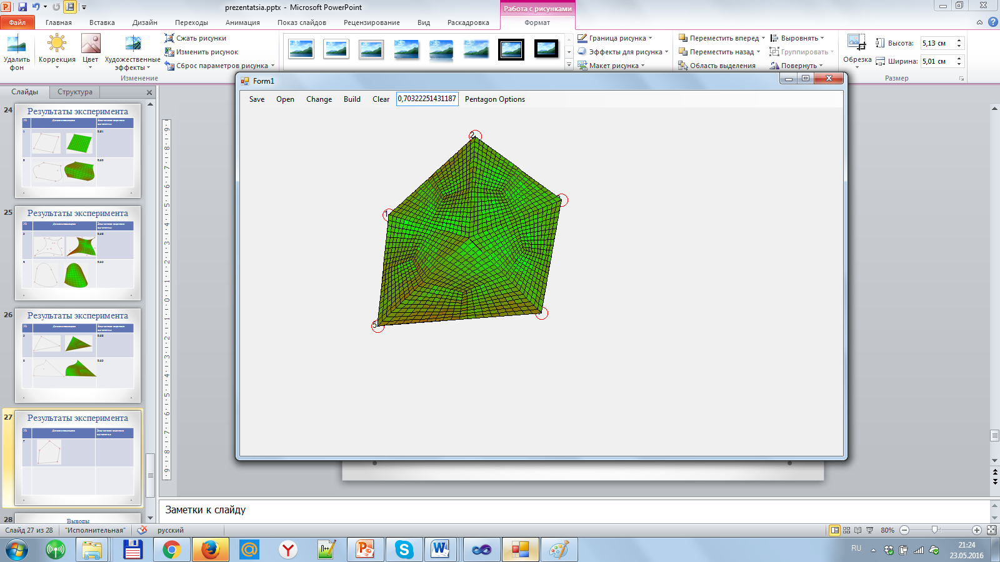 prezentatsia.pptx - Microsoft PowerPoint
Работа с рисунками
Файл
Главная
Вставка
Дизайн
Переходы
Анимация
Показ слайдов
Рецензирование
Вид
Раскадровка
Формат
Удалить фон
Коррекция
Цвет
Художественные эффекты
Сжать рисунки
Изменить рисунок
Сброс параметров рисунка
Изменение
Граница рисунка
Эффекты для рисунка
Макет рисунка
Переместить вперед
Переместить назад
Область выделения
Выровнять
Группировать
Повернуть
Обрезка
Высота: 5,13 см
Ширина: 5,01 см
Размер
Слайды
Структура
24
Результаты эксперимента
25
Результаты эксперимента
26
Результаты эксперимента
27
Результаты эксперимента
28
Выводы
Form1
Save
Open
Change
Build
Clear
0,70322251431187
Pentagon Options
2
1
5
Заметки к слайду
Слайд 27 из 28
"Исполнительная"
русский
80%
RU
21:24
23.05.2016